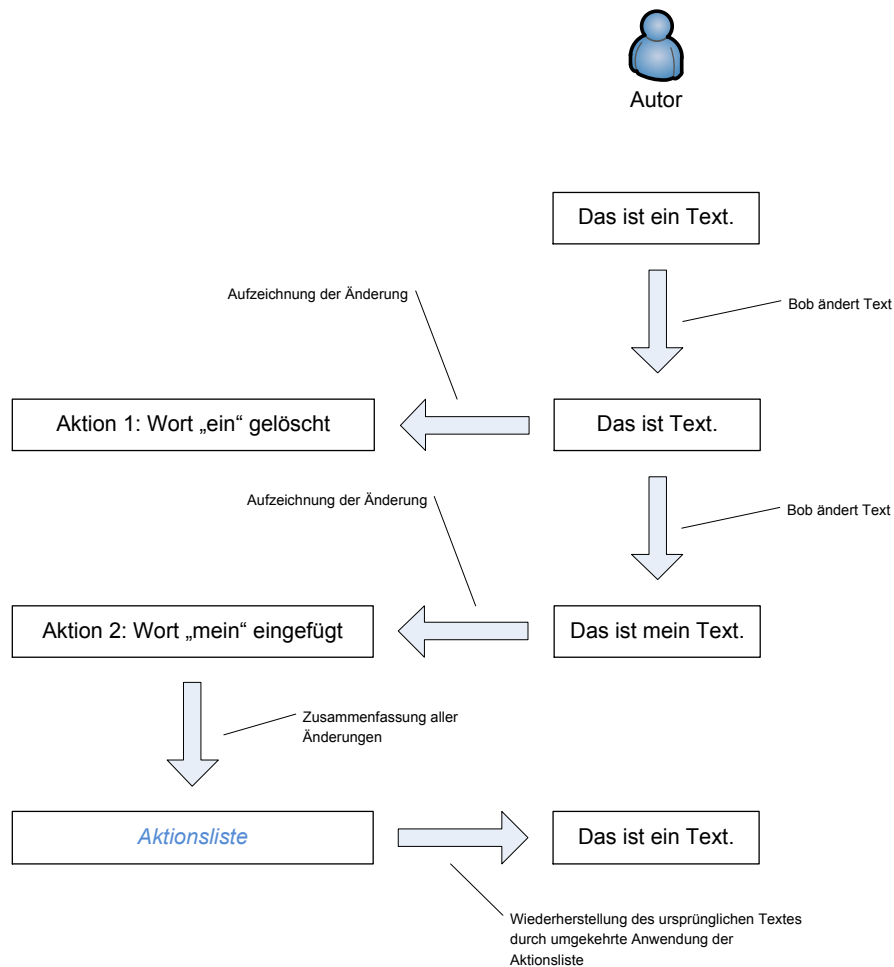 Autor
Das ist ein Text.
Aufzeichnung der Änderung
Bob ändert Text
Aktion 1: Wort „ein“ gelöscht
Das ist Text.
Aufzeichnung der Änderung
Bob ändert Text
Aktion 2: Wort „mein“ eingefügt
Das ist mein Text.
Zusammenfassung aller
Änderungen
Aktionsliste
Das ist ein Text.
Wiederherstellung des ursprünglichen Textes
durch umgekehrte Anwendung der
Aktionsliste